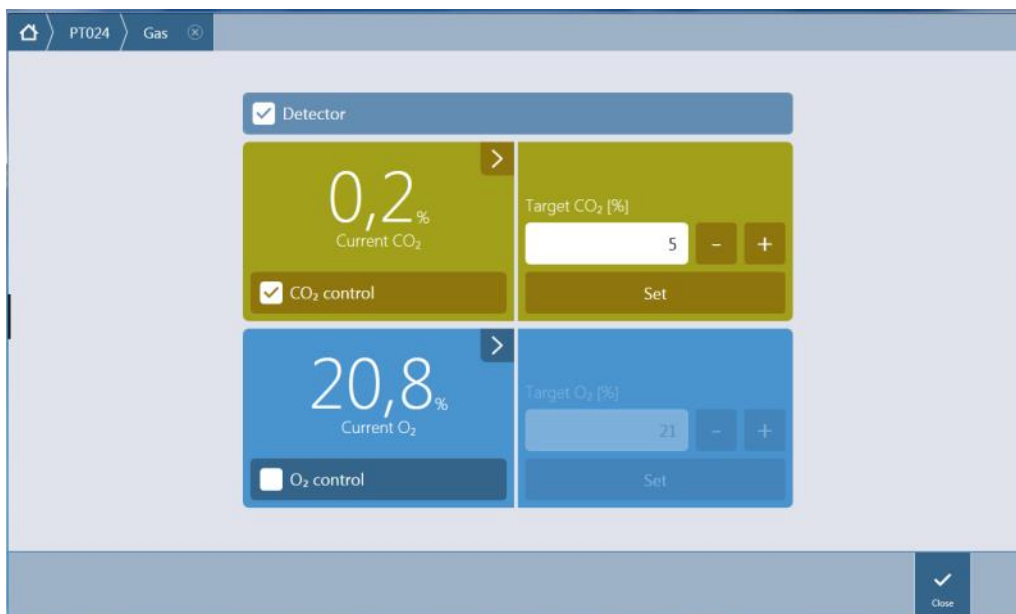 PT024
Gas
Detector
0,2 %
Current CO₂
CO₂ control
Target CO₂ [%]
5
-
+
Set
20,8 %
Current O₂
O₂ control
Target O₂ [%]
21
-
+
Set
Close